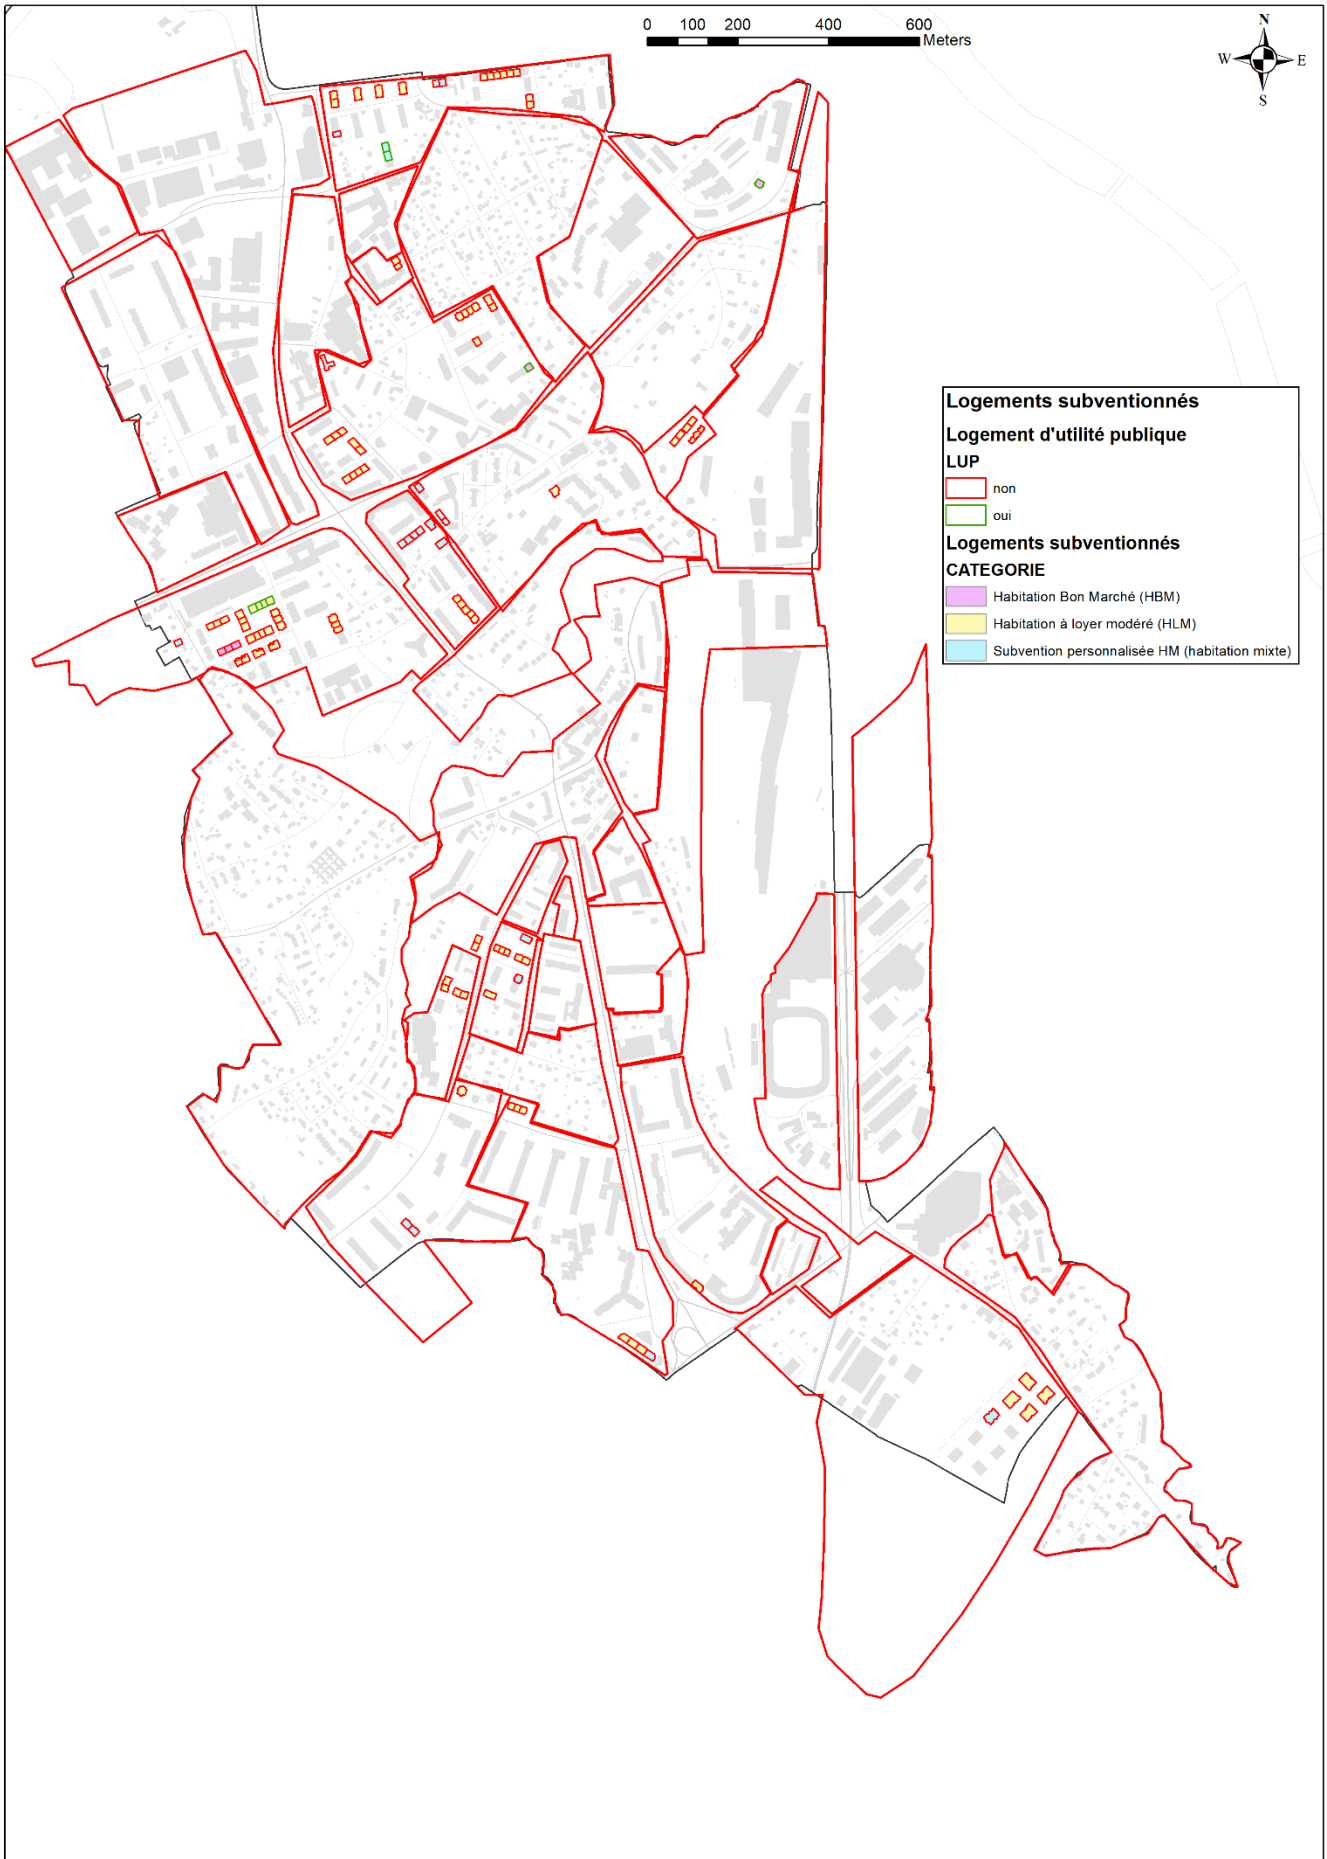 0 100 200 400 600
Meters
N
W E
S
Logements subventionnés
Logement d'utilité publique
LUP
non
oui
Logements subventionnés
CATEGORIE
Habitation Bon Marché (HBM)
Habitation à loyer modéré (HLM)
Subvention personnalisée HM (habitation mixte)